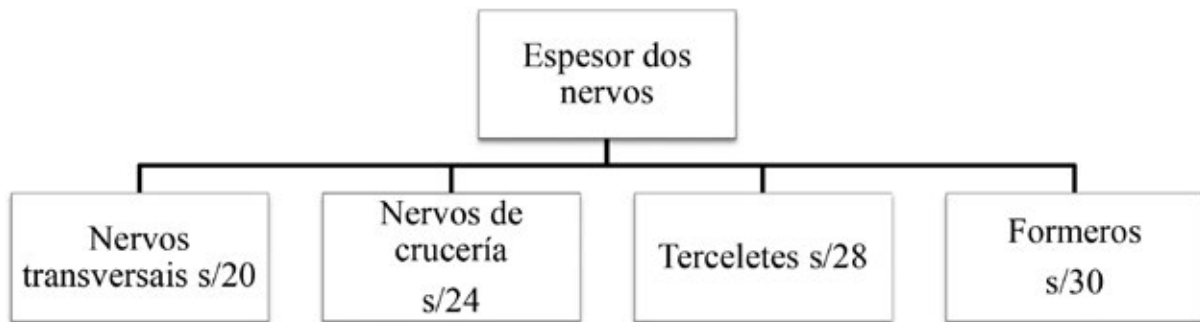 Espesor dos
nervos
Nervos
transversais s/20
Nervos de
crucería
s/24
Terceletes s/28
Formeros
s/30